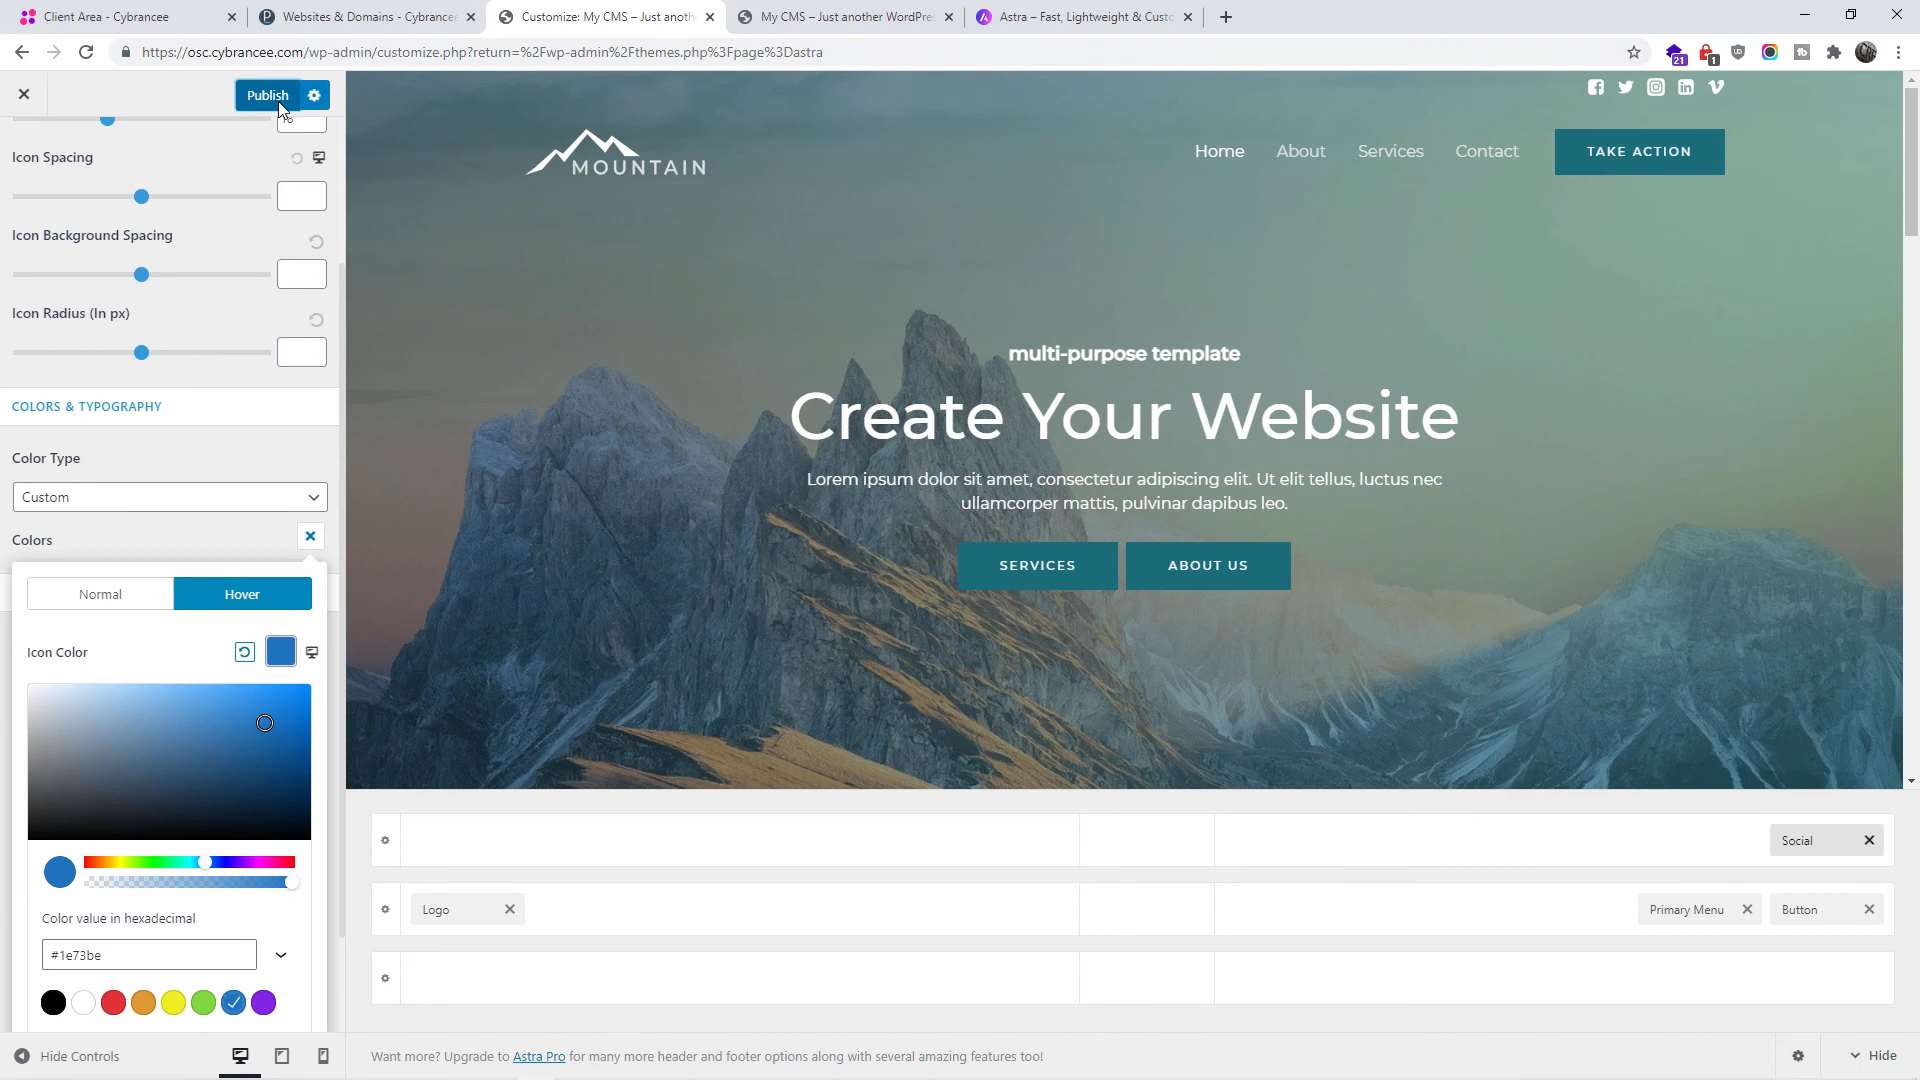 Client Area - Cybrancee
Websites & Domains - Cybrancee
Customize: My CMS – Just anoth
My CMS – Just another WordPres
Astra – Fast, Lightweight & Custo
https://osc.cybrancee.com/wp-admin/customize.php?return=%2Fwp-admin%2Fthemes.php%3Fpage%3Dastra
21
1
Publish
Icon Spacing
Icon Background Spacing
Icon Radius (In px)
COLORS & TYPOGRAPHY
Color Type
Custom
Colors
Normal
Hover
Icon Color
Color value in hexadecimal
#1e73be
Hide Controls
MOUNTAIN
Home
About
Services
Contact
TAKE ACTION
multi-purpose template
Create Your Website
Lorem ipsum dolor sit amet, consectetur adipiscing elit. Ut elit tellus, luctus nec
ullamcorper mattis, pulvinar dapibus leo.
SERVICES
ABOUT US
Social
Logo
Primary Menu
Button
Want more? Upgrade to Astra Pro for many more header and footer options along with several amazing features too!
Hide